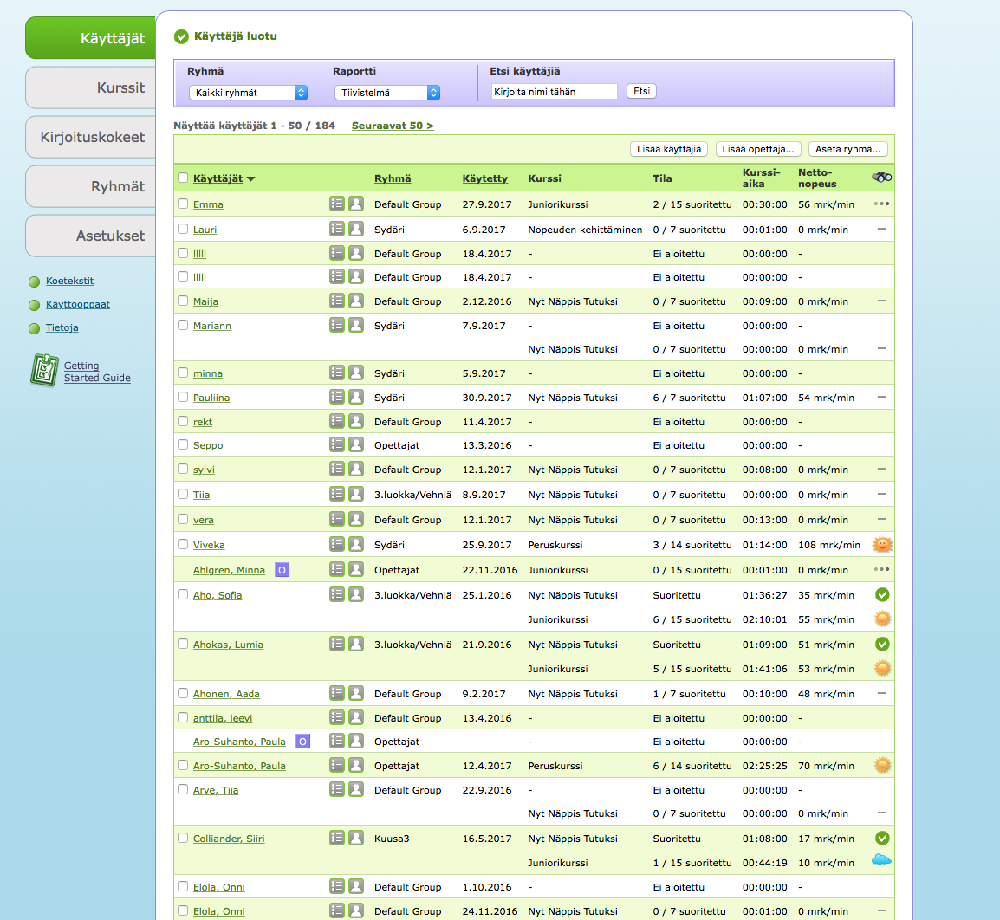 Käyttäjät
Kurssit
Kirjoituskokeet
Ryhmät
Asetukset
Koetekstit
Käyttöoppaat
Tietoja
Getting
Started Guide
Käyttäjä luotu
Ryhmä Raportti Etsi käyttäjiä
Kaikki ryhmät Tiivistelmä Kirjoita nimi tähän Etsi
Näyttää käyttäjät 1 - 50 / 184 Seuraavat 50 >
Lisää käyttäjiä Lisää opettaja... Aseta ryhmä...
Käyttäjät Ryhmä Käytetty Kurssi Tila Kurssi-aika Netto-nopeus
Emma Default Group 27.9.2017 Juniorikurssi 2 / 15 suoritettu 00:30:00 56 mrk/min
Lauri Sydäri 6.9.2017 Nopeuden kehittäminen 0 / 7 suoritettu 00:01:00 0 mrk/min
lllll Default Group 18.4.2017 - Ei aloitettu 00:00:00 -
lllll Default Group 18.4.2017 - Ei aloitettu 00:00:00 -
Maija Default Group 2.12.2016 Nyt Näppis Tutuksi 0 / 7 suoritettu 00:09:00 0 mrk/min
Mariann Sydäri 7.9.2017 - Ei aloitettu 00:00:00 -
Nyt Näppis Tutuksi 0 / 7 suoritettu 00:00:00 0 mrk/min
minna Sydäri 5.9.2017 - Ei aloitettu 00:00:00 -
Pauliina Sydäri 30.9.2017 Nyt Näppis Tutuksi 6 / 7 suoritettu 01:07:00 54 mrk/min
rekt Default Group 11.4.2017 - Ei aloitettu 00:00:00 -
Seppo Opettajat 13.3.2016 - Ei aloitettu 00:00:00 -
sylvi Default Group 12.1.2017 Nyt Näppis Tutuksi 0 / 7 suoritettu 00:08:00 0 mrk/min
Tiia 3.luokka/Vehniä 8.9.2017 Nyt Näppis Tutuksi 0 / 7 suoritettu 00:00:00 0 mrk/min
vera Default Group 12.1.2017 Nyt Näppis Tutuksi 0 / 7 suoritettu 00:13:00 0 mrk/min
Viveka Sydäri 25.9.2017 Peruskurssi 3 / 14 suoritettu 01:14:00 108 mrk/min
Ahlgren, Minna O Opettajat 22.11.2016 Juniorikurssi 0 / 15 suoritettu 00:01:00 0 mrk/min
Aho, Sofia 3.luokka/Vehniä 25.1.2016 Nyt Näppis Tutuksi Suoritettu 01:36:27 35 mrk/min
Juniorikurssi 6 / 15 suoritettu 02:10:01 55 mrk/min
Ahokas, Lumia 3.luokka/Vehniä 21.9.2016 Nyt Näppis Tutuksi Suoritettu 01:09:00 51 mrk/min
Juniorikurssi 5 / 15 suoritettu 01:41:06 53 mrk/min
Ahonen, Aada Default Group 9.2.2017 Nyt Näppis Tutuksi 1 / 7 suoritettu 00:10:00 48 mrk/min
anttila, leevi Default Group 13.4.2016 - Ei aloitettu 00:00:00 -
Aro-Suhanto, Paula O Opettajat Ei aloitettu 00:00:00 -
Aro-Suhanto, Paula Opettajat 12.4.2017 Peruskurssi 6 / 14 suoritettu 02:25:25 70 mrk/min
Arve, Tiia Default Group 22.9.2016 - Ei aloitettu 00:00:00 -
Nyt Näppis Tutuksi 0 / 7 suoritettu 00:00:00 0 mrk/min
Colliander, Siiri Kuusa3 16.5.2017 Nyt Näppis Tutuksi Suoritettu 01:08:00 17 mrk/min
Juniorikurssi 1 / 15 suoritettu 00:44:19 10 mrk/min
Elola, Onni Default Group 1.10.2016 - Ei aloitettu 00:00:00 -
Elola, Onni Default Group 24.11.2016 Nyt Näppis Tutuksi 0 / 7 suoritettu 00:01:00 0 mrk/min